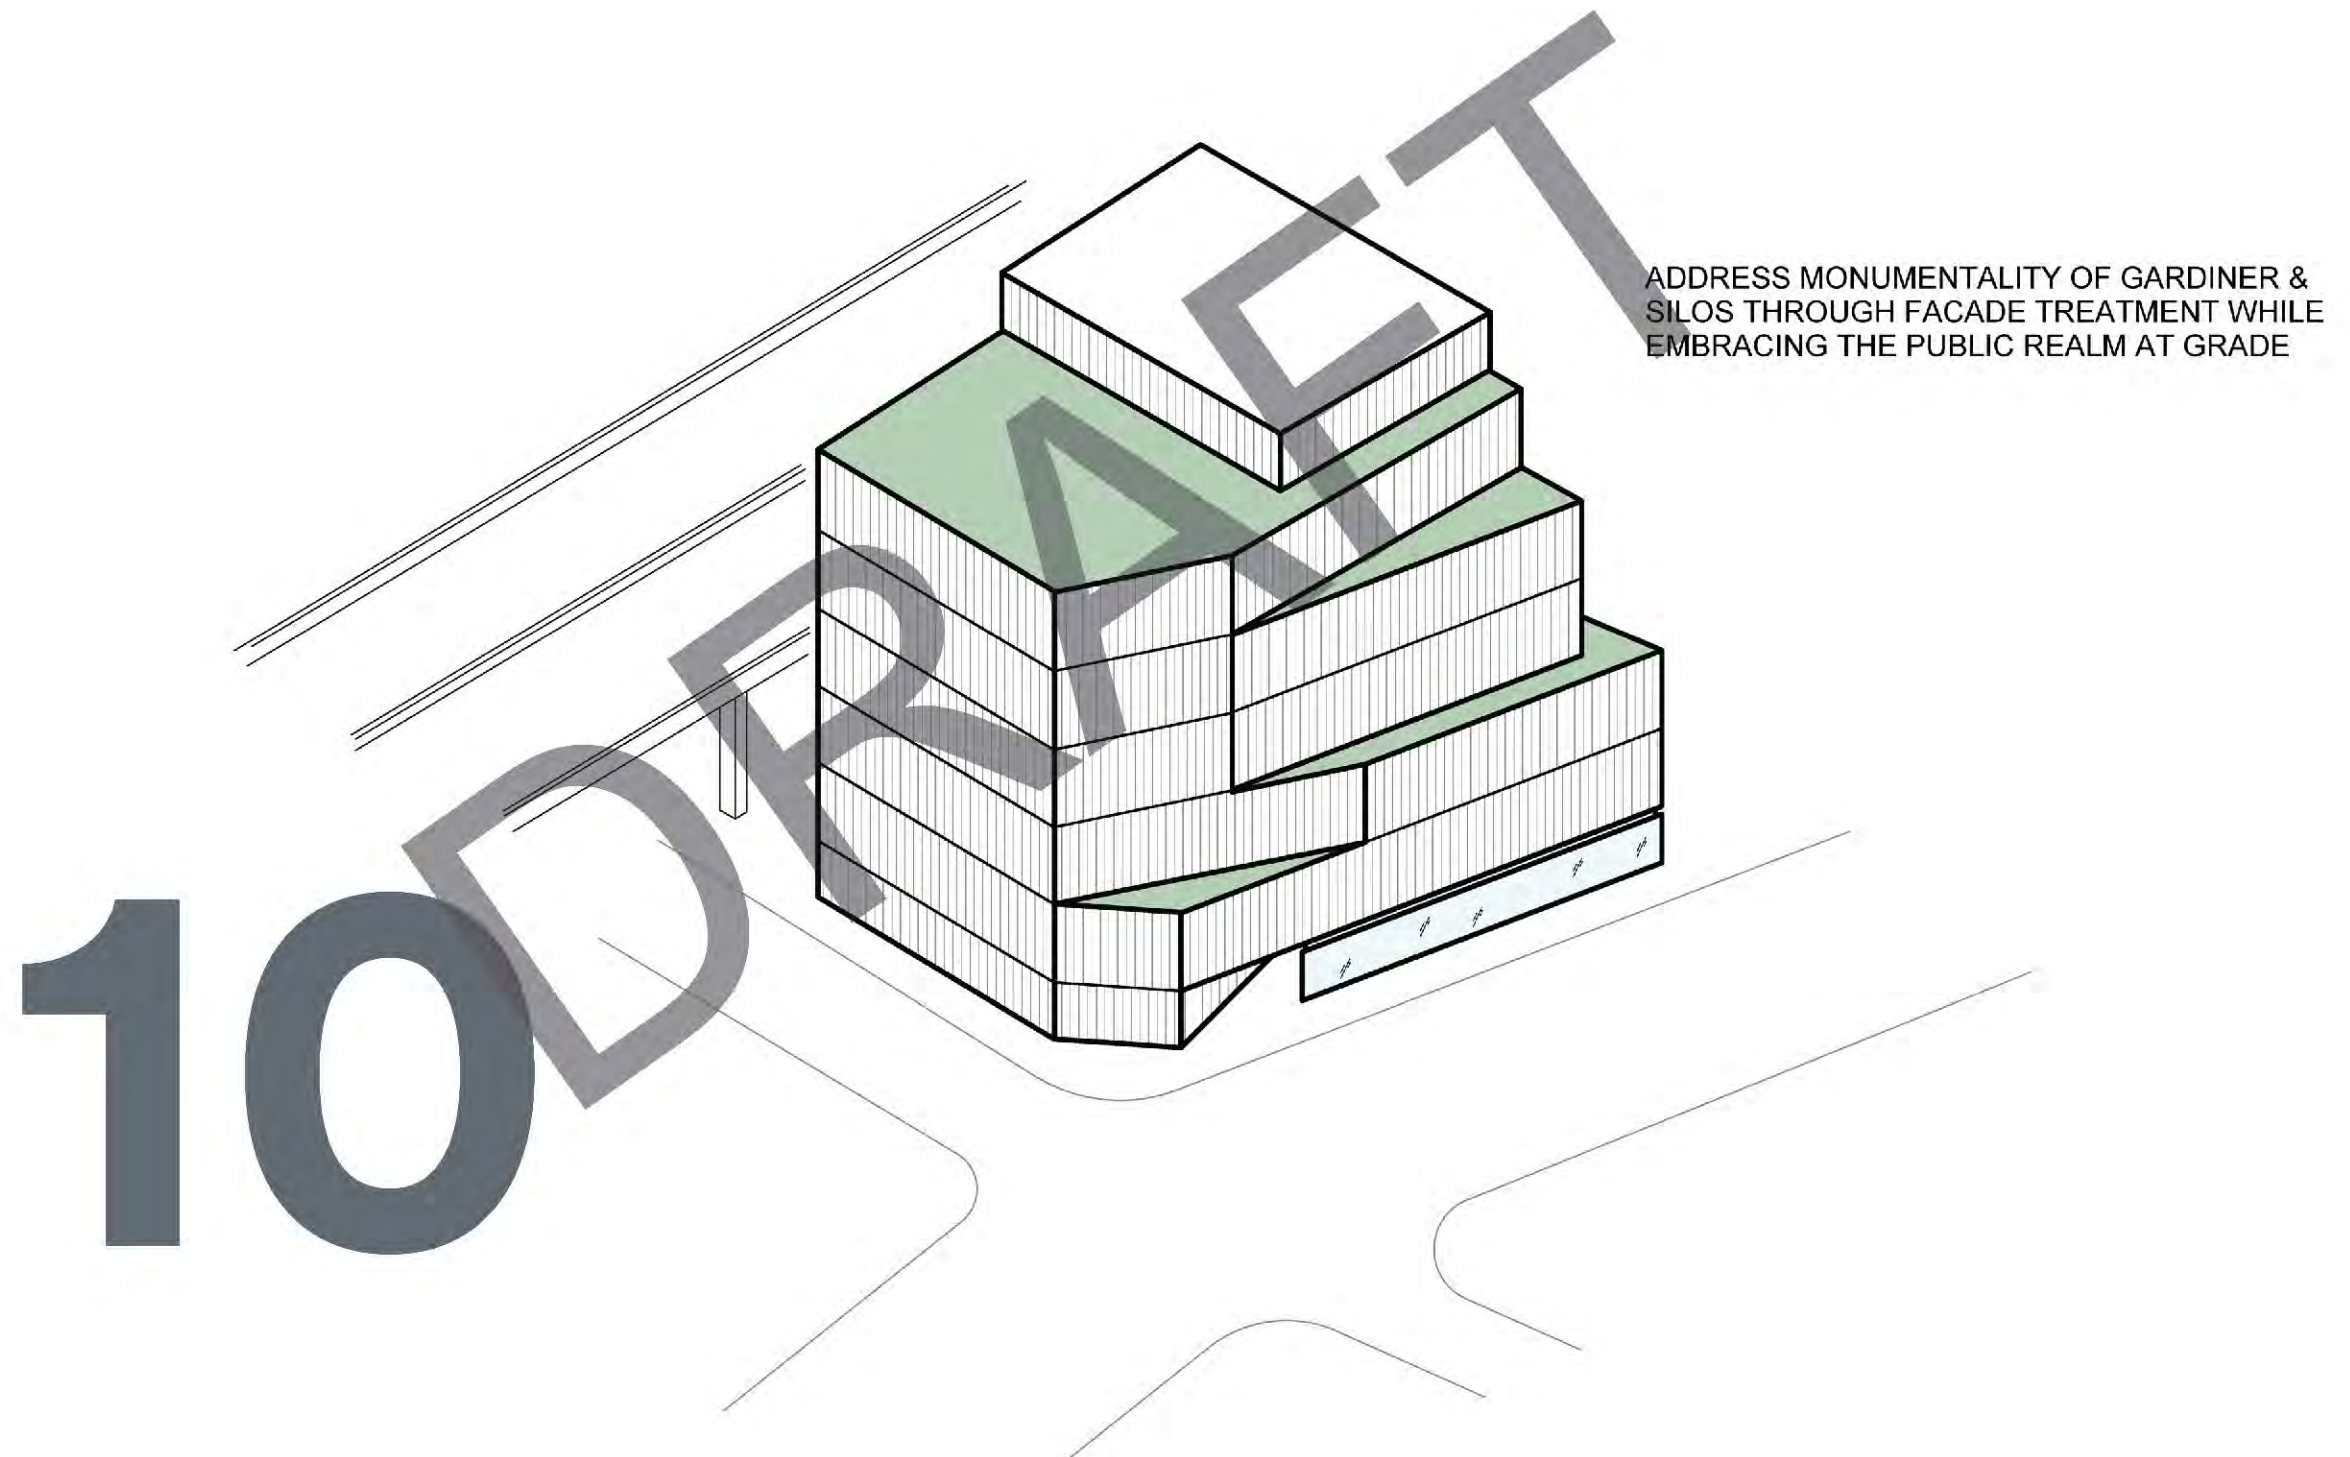 ADDRESS MONUMENTALITY OF GARDINER &
SILOS THROUGH FACADE TREATMENT WHILE
EMBRACING THE PUBLIC REALM AT GRADE
DRAFT
10